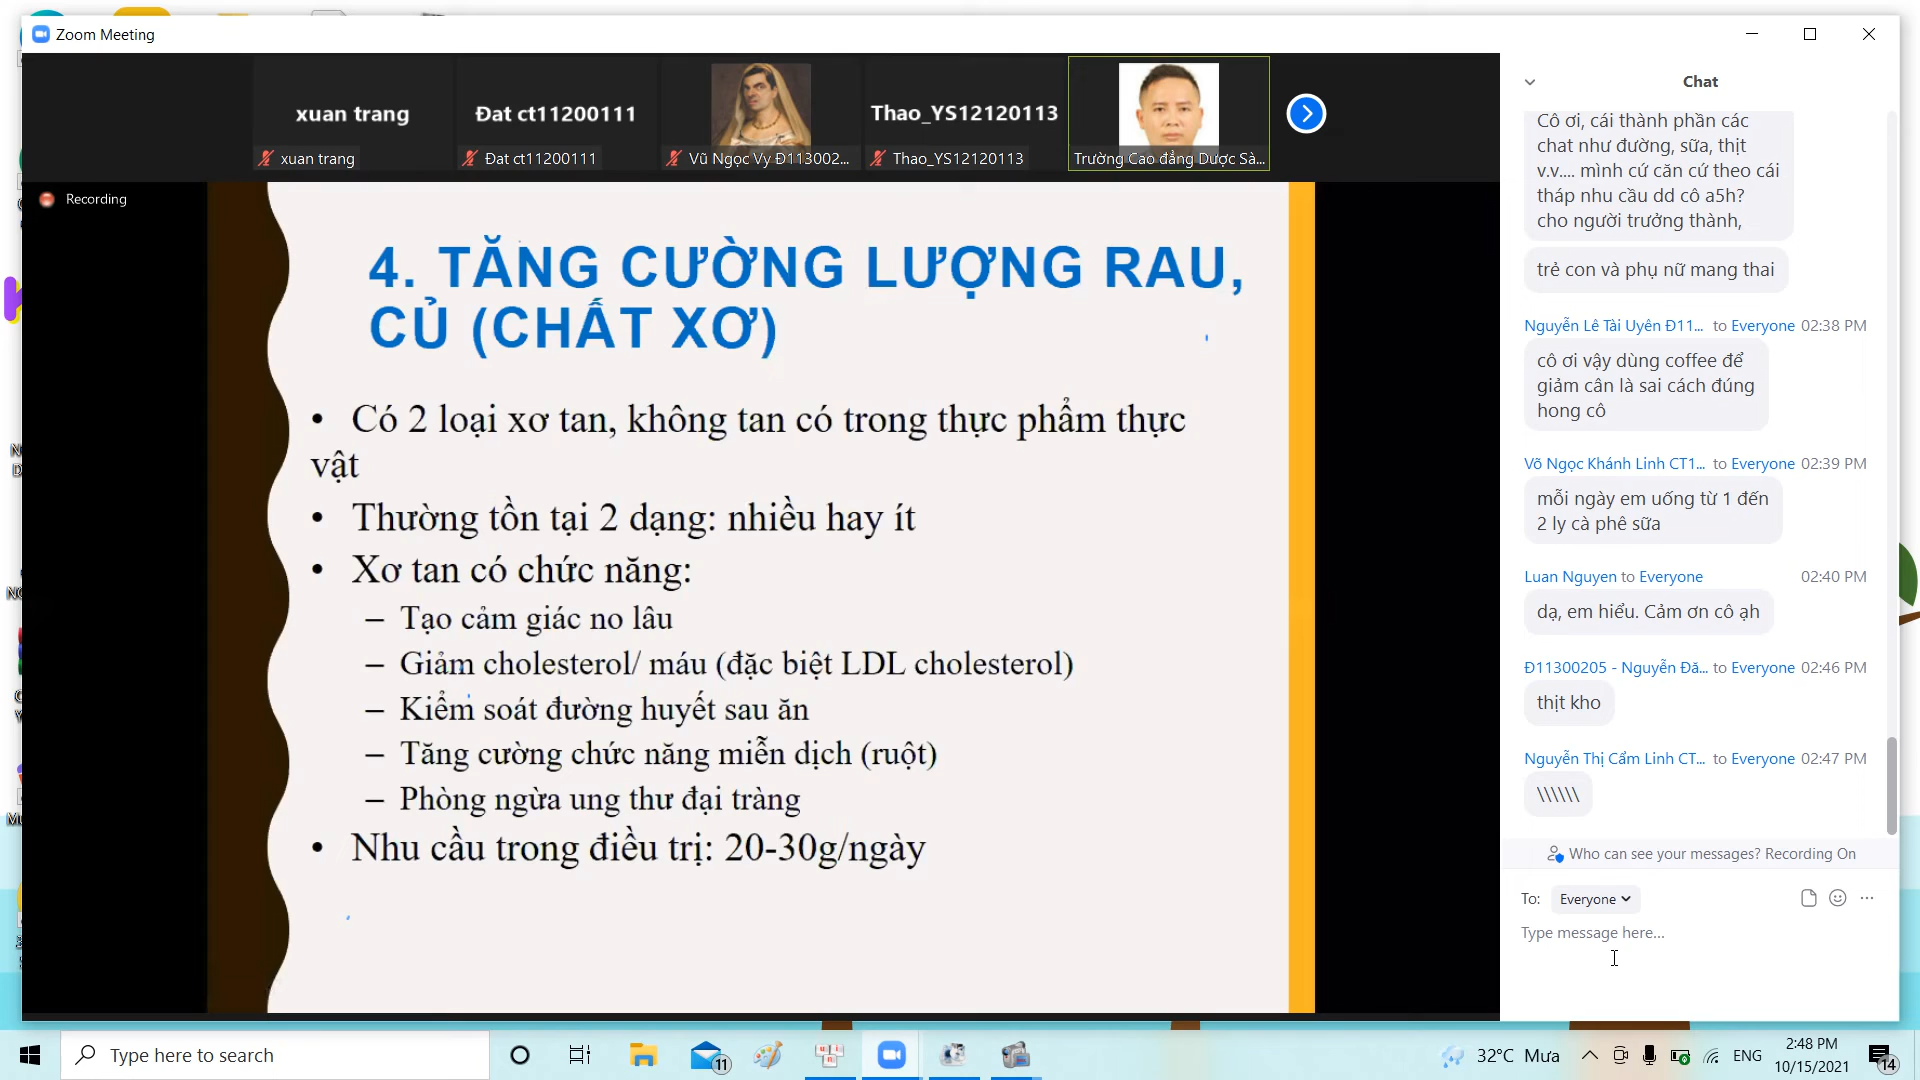 Zoom Meeting
xuan trang
Đat ct11200111
Thao_YS12120113
xuan trang
Đat ct11200111
Vũ Ngọc Vy Đ113002...
Thao_YS12120113
Trường Cao đẳng Dược Sà...
Recording
4. TĂNG CƯỜNG LƯỢNG RAU,
CỦ (CHẤT XƠ)
• Có 2 loại xơ tan, không tan có trong thực phẩm thực
vật
• Thường tồn tại 2 dạng: nhiều hay ít
• Xơ tan có chức năng:
– Tạo cảm giác no lâu
– Giảm cholesterol/ máu (đặc biệt LDL cholesterol)
– Kiểm soát đường huyết sau ăn
– Tăng cường chức năng miễn dịch (ruột)
– Phòng ngừa ung thư đại tràng
• Nhu cầu trong điều trị: 20-30g/ngày
Chat
Cô ơi, cái thành phần các
chat như đường, sữa, thịt
v.v.... mình cứ căn cứ theo cái
tháp nhu cầu dd cô a5h?
cho người trưởng thành,
trẻ con và phụ nữ mang thai
Nguyễn Lê Tài Uyên Đ11... to Everyone 02:38 PM
cô ơi vậy dùng coffee để
giảm cân là sai cách đúng
hong cô
Võ Ngọc Khánh Linh CT1... to Everyone 02:39 PM
mỗi ngày em uống từ 1 đến
2 ly cà phê sữa
Luan Nguyen to Everyone 02:40 PM
dạ, em hiểu. Cảm ơn cô ạh
Đ11300205 - Nguyễn Đă... to Everyone 02:46 PM
thịt kho
Nguyễn Thị Cẩm Linh CT... to Everyone 02:47 PM
\\\\\\
Who can see your messages? Recording On
To: Everyone
Type message here...
Type here to search
11
32°C Mưa
ENG
2:48 PM
10/15/2021
14